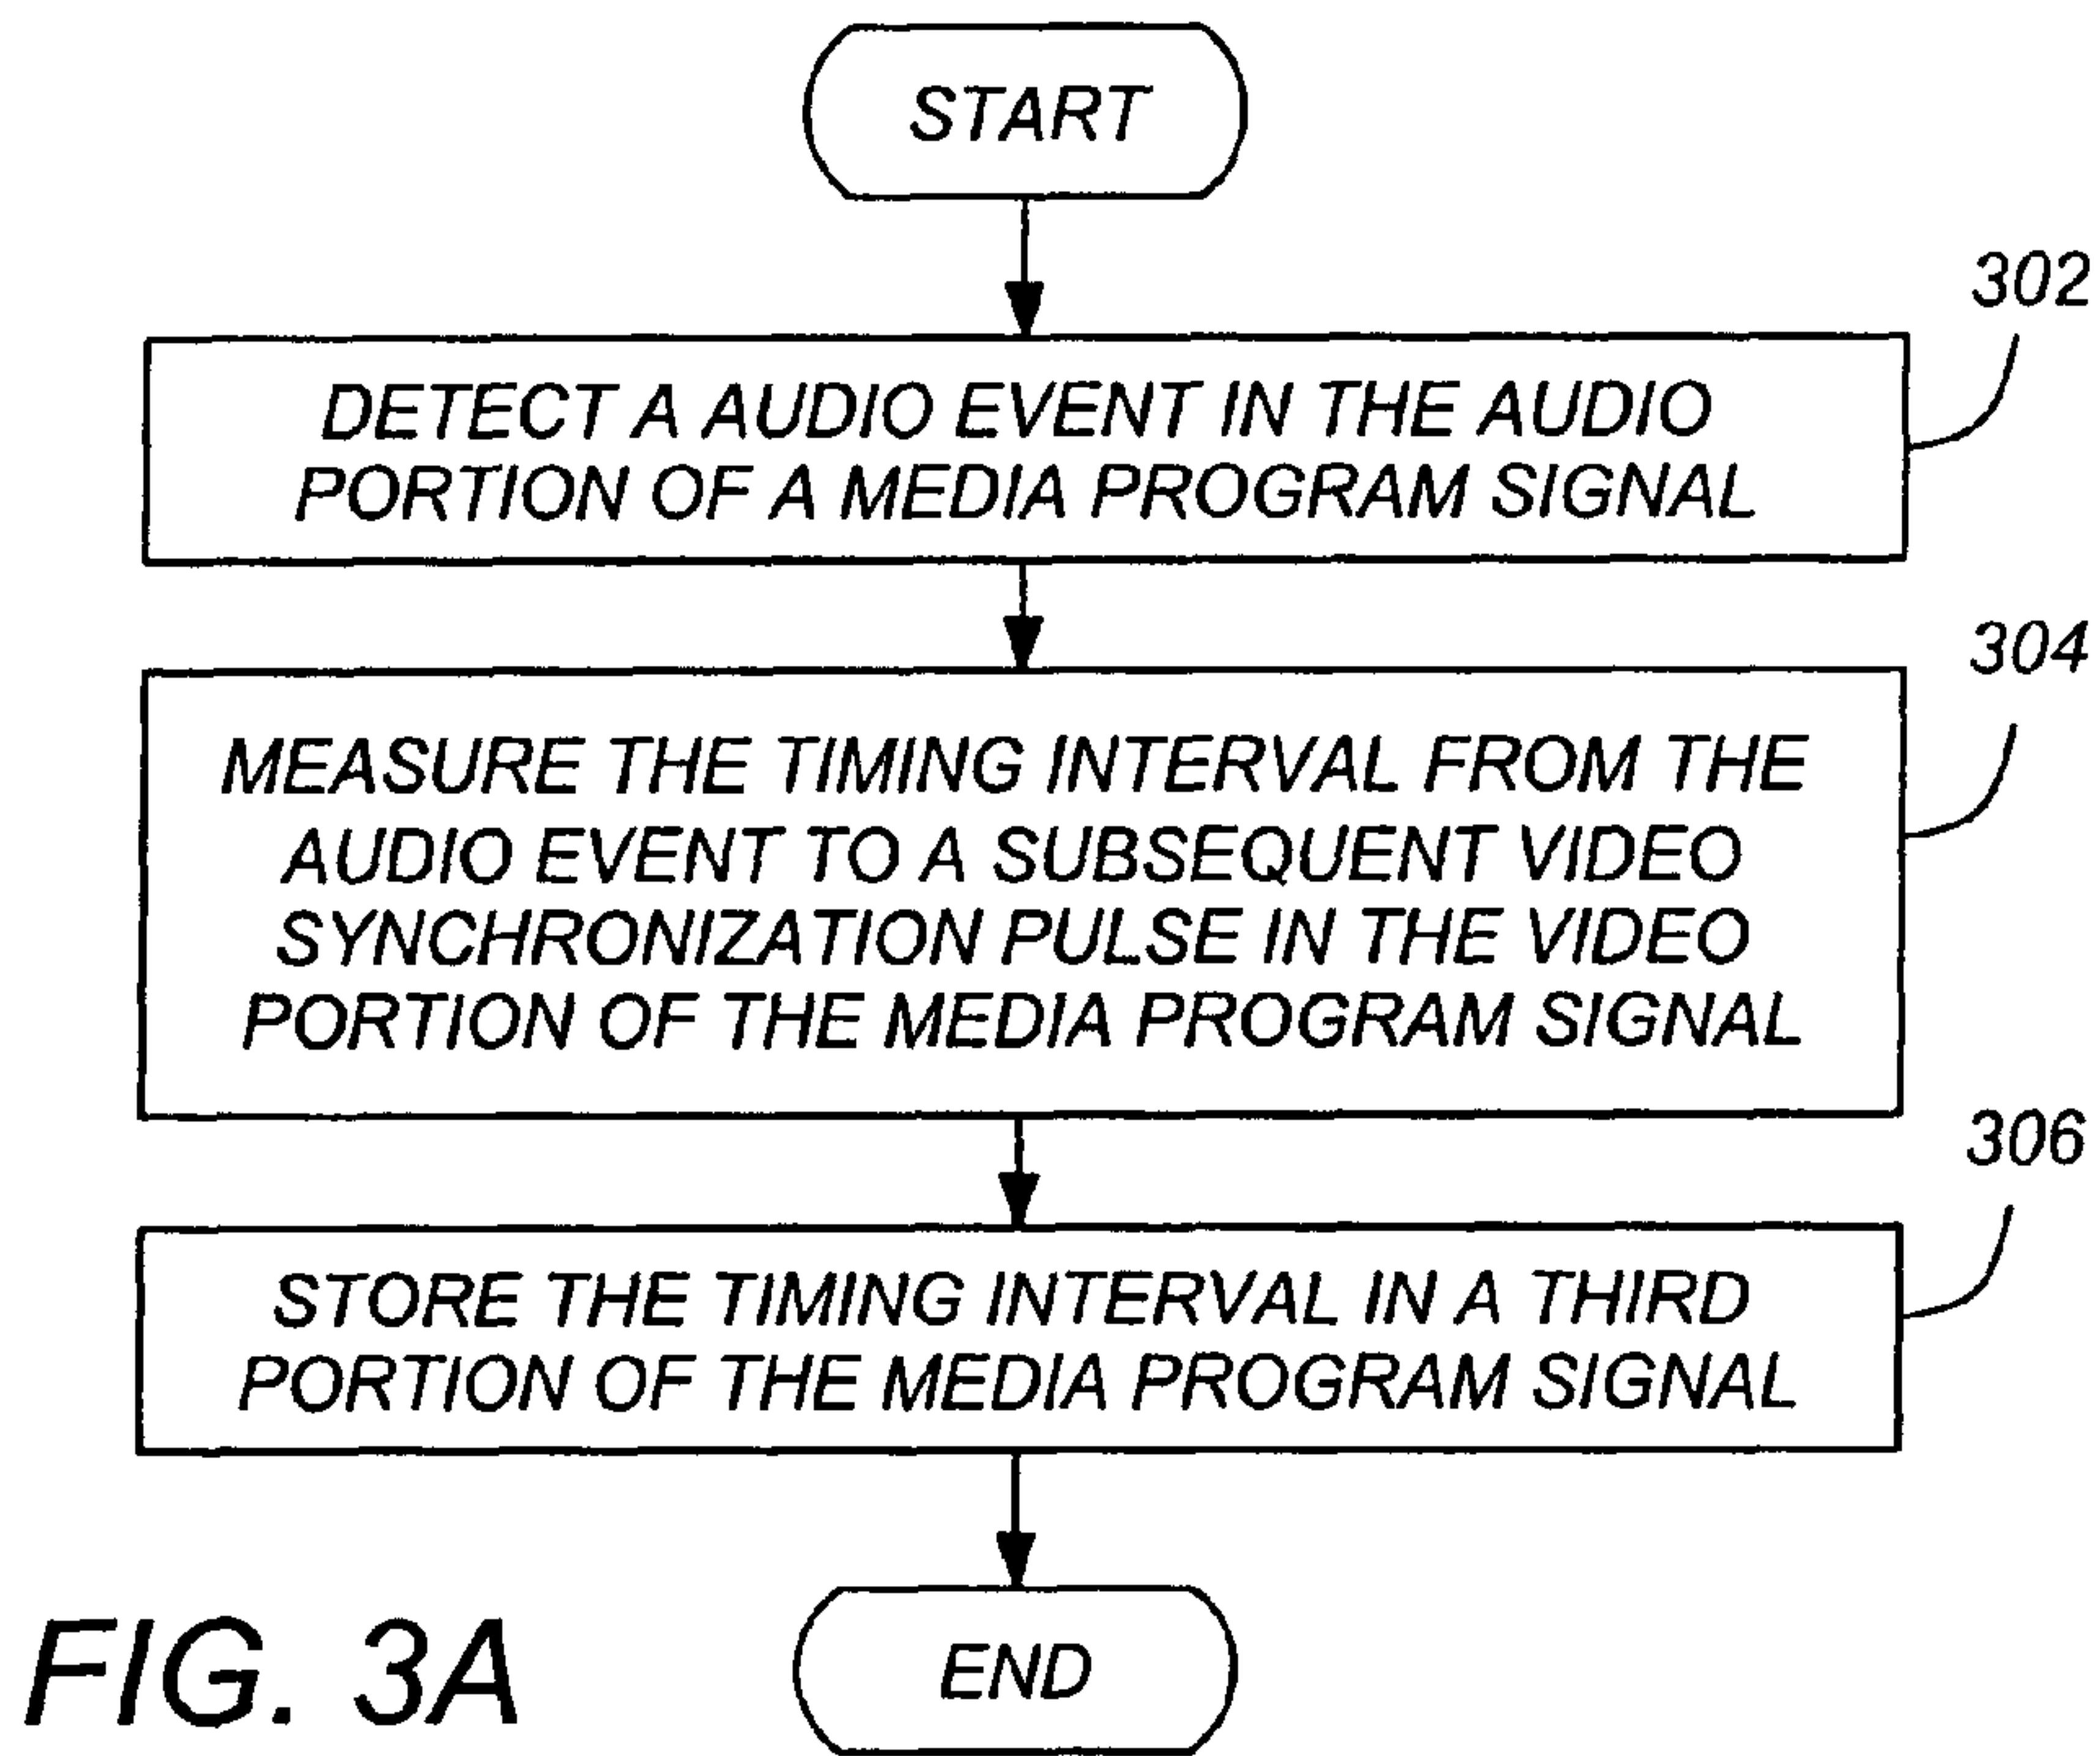 START
302
DETECT A AUDIO EVENT IN THE AUDIO
PORTION OF A MEDIA PROGRAM SIGNAL
304
MEASURE THE TIMING INTERVAL FROM THE
AUDIO EVENT TO A SUBSEQUENT VIDEO
SYNCHRONIZATION PULSE IN THE VIDEO
PORTION OF THE MEDIA PROGRAM SIGNAL
306
STORE THE TIMING INTERVAL IN A THIRD
PORTION OF THE MEDIA PROGRAM SIGNAL
END
FIG. 3A